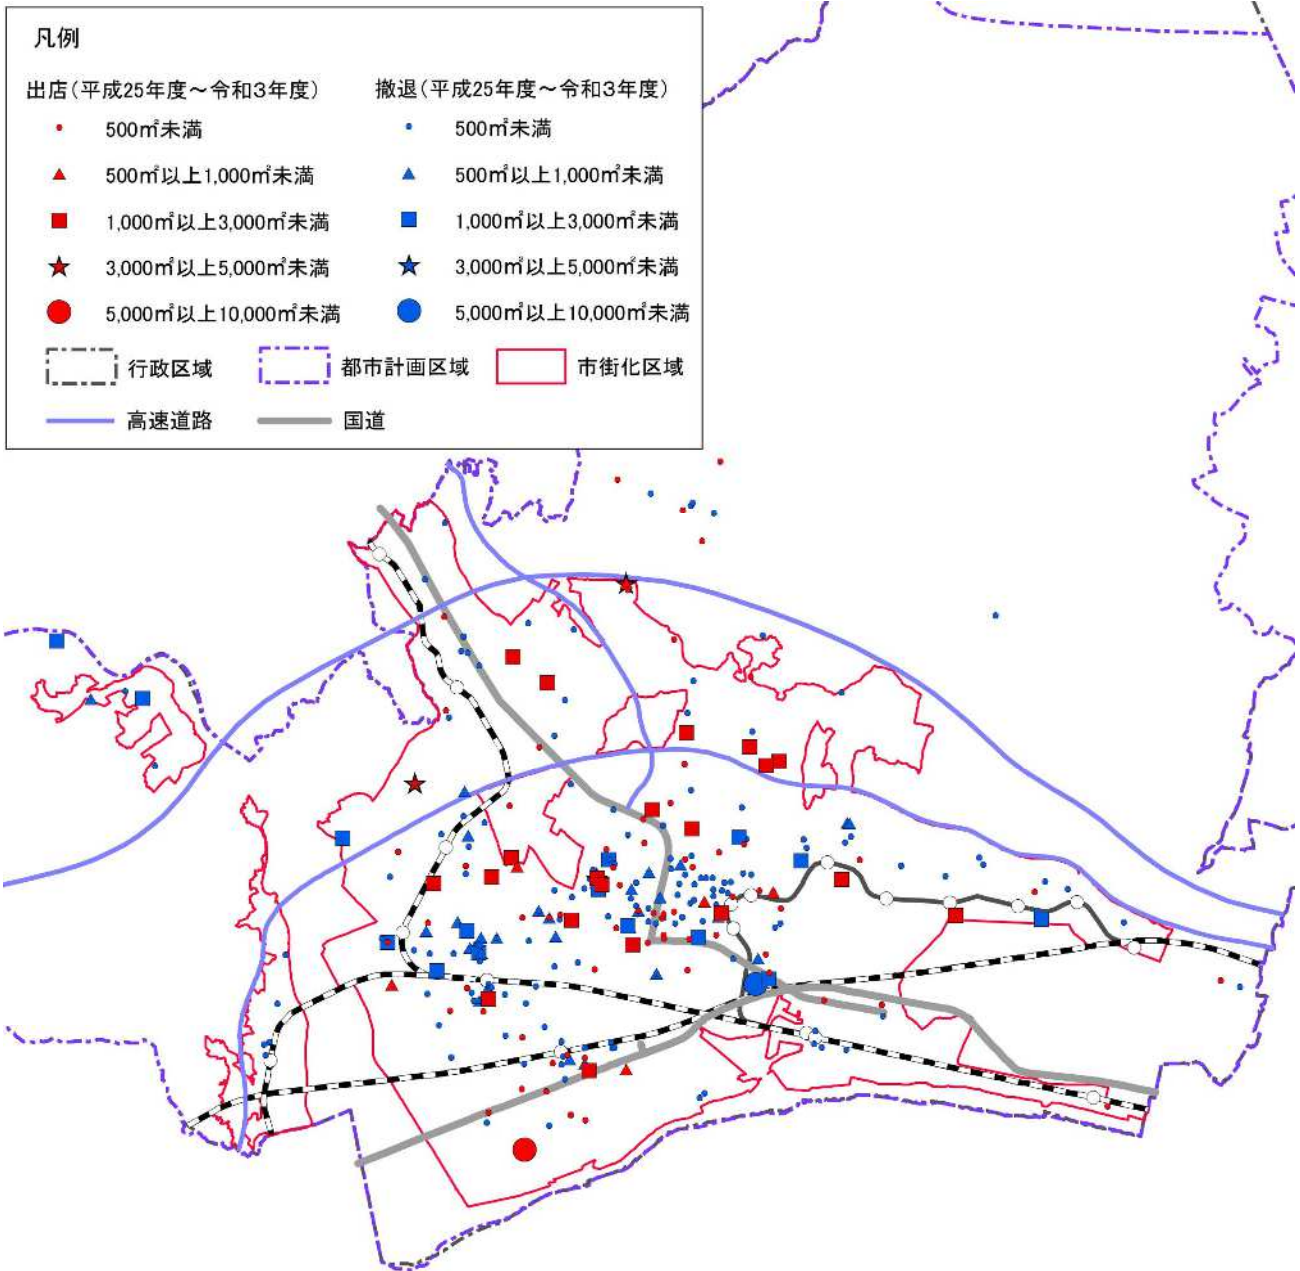 凡例
出店(平成25年度～令和3年度) 撤退(平成25年度～令和3年度)
500㎡未満 500㎡未満
500㎡以上1,000㎡未満 500㎡以上1,000㎡未満
1,000㎡以上3,000㎡未満 1,000㎡以上3,000㎡未満
3,000㎡以上5,000㎡未満 3,000㎡以上5,000㎡未満
5,000㎡以上10,000㎡未満 5,000㎡以上10,000㎡未満
行政区域 都市計画区域 市街化区域
高速道路 国道